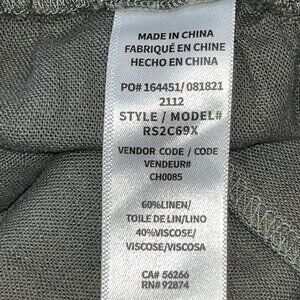 MADE IN CHINA
FABRIQUÉ EN CHINE
HECHO EN CHINA
PO# 164451/ 081821
2112
STYLE / MODEL#
RS2C69X
VENDOR CODE / CODE
VENDEUR#
CH0085
60%LINEN/
TOILE DE LIN/LINO
40%VISCOSE/
VISCOSE/VISCOSA
CA# 56266
RN# 92874